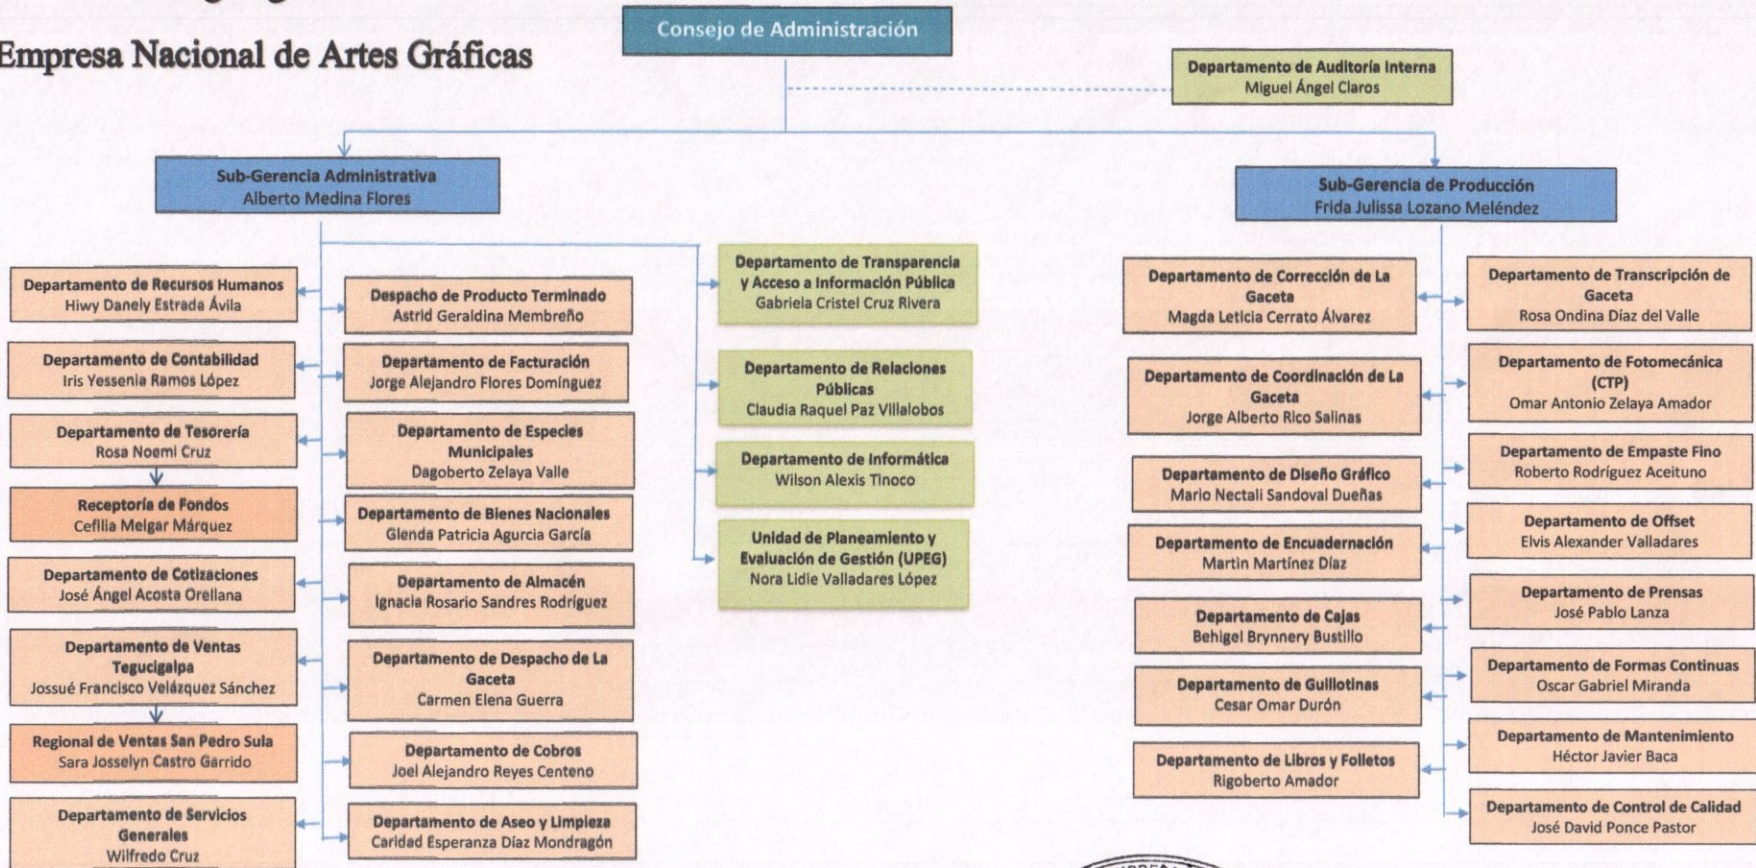 Empresa Nacional de Artes Gráficas
Consejo de Administración
Departamento de Auditoría Interna
Miguel Ángel Claros
Sub-Gerencia Administrativa
Alberto Medina Flores
Sub-Gerencia de Producción
Frida Julissa Lozano Meléndez
Departamento de Recursos Humanos
Hiwy Danely Estrada Ávila
Departamento de Contabilidad
Iris Yessenia Ramos López
Departamento de Tesorería
Rosa Noemi Cruz
Receptoría de Fondos
Cefilia Melgar Márquez
Departamento de Cotizaciones
José Ángel Acosta Orellana
Departamento de Ventas
Tegucigalpa
Jossué Francisco Velázquez Sánchez
Regional de Ventas San Pedro Sula
Sara Josselyn Castro Garrido
Departamento de Servicios
Generales
Wilfredo Cruz
Despacho de Producto Terminado
Astrid Geraldina Membreño
Departamento de Facturación
Jorge Alejandro Flores Domínguez
Departamento de Especies
Municipales
Dagoberto Zelaya Valle
Departamento de Bienes Nacionales
Glenda Patricia Agurcia García
Departamento de Almacén
Ignacia Rosario Sandres Rodríguez
Departamento de Despacho de La
Gaceta
Carmen Elena Guerra
Departamento de Cobros
Joel Alejandro Reyes Centeno
Departamento de Aseo y Limpieza
Caridad Esperanza Díaz Mondragón
Departamento de Transparencia
y Acceso a Información Pública
Gabriela Cristel Cruz Rivera
Departamento de Relaciones
Públicas
Claudia Raquel Paz Villalobos
Departamento de Informática
Wilson Alexis Tinoco
Unidad de Planeamiento y
Evaluación de Gestión (UPEG)
Nora Lidie Valladares López
Departamento de Corrección de La
Gaceta
Magda Leticia Cerrato Álvarez
Departamento de Coordinación de La
Gaceta
Jorge Alberto Rico Salinas
Departamento de Diseño Gráfico
Mario Nectali Sandoval Dueñas
Departamento de Encuadernación
Martin Martínez Díaz
Departamento de Cajas
Behigel Brynnery Bustillo
Departamento de Guillotinas
Cesar Omar Durón
Departamento de Libros y Folletos
Rigoberto Amador
Departamento de Transcripción de
Gaceta
Rosa Ondina Díaz del Valle
Departamento de Fotomecánica
(CTP)
Omar Antonio Zelaya Amador
Departamento de Empaste Fino
Roberto Rodríguez Aceituno
Departamento de Offset
Elvis Alexander Valladares
Departamento de Prensas
José Pablo Lanza
Departamento de Formas Continuas
Oscar Gabriel Miranda
Departamento de Mantenimiento
Héctor Javier Baca
Departamento de Control de Calidad
José David Ponce Pastor